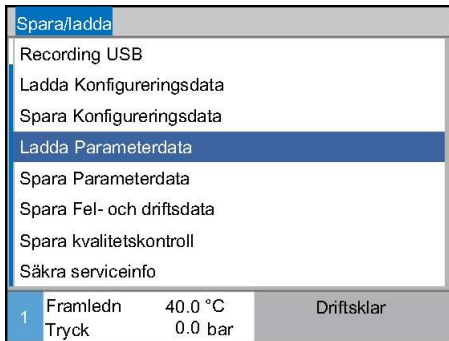 Spara/ladda
Recording USB
Ladda Konfigureringsdata
Spara Konfigureringsdata
Ladda Parameterdata
Spara Parameterdata
Spara Fel- och driftsdata
Spara kvalitetskontroll
Säkra serviceinfo
1 Framledn 40.0 °C Driftsklar
Tryck 0.0 bar